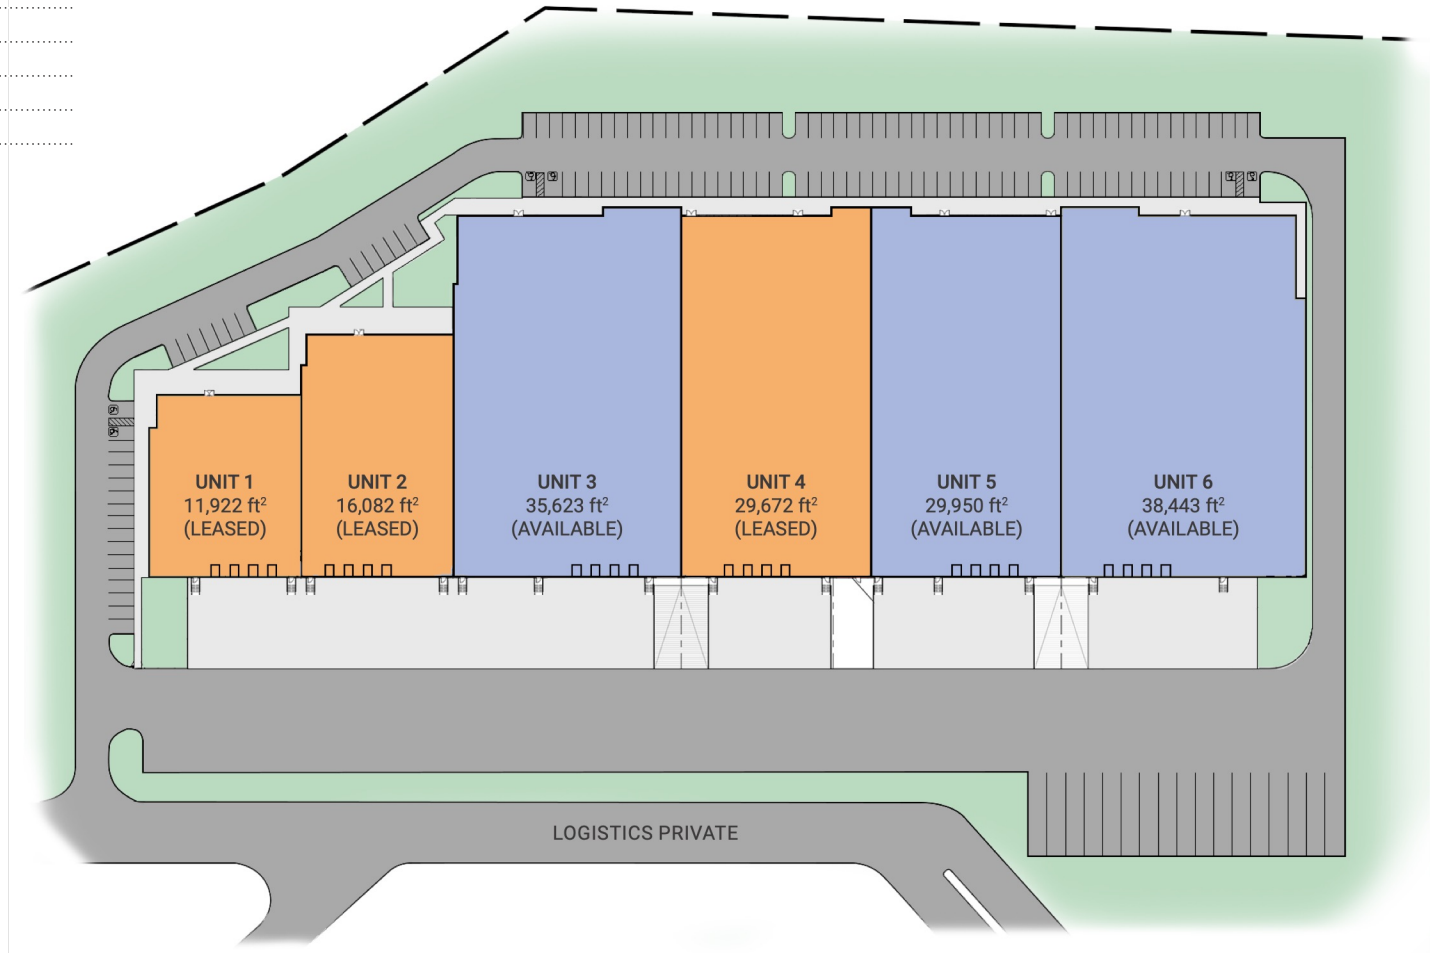 UNIT 1
11,922 ft²
(LEASED)
UNIT 2
16,082 ft²
(LEASED)
UNIT 3
35,623 ft²
(AVAILABLE)
UNIT 4
29,672 ft²
(LEASED)
UNIT 5
29,950 ft²
(AVAILABLE)
UNIT 6
38,443 ft²
(AVAILABLE)
LOGISTICS PRIVATE